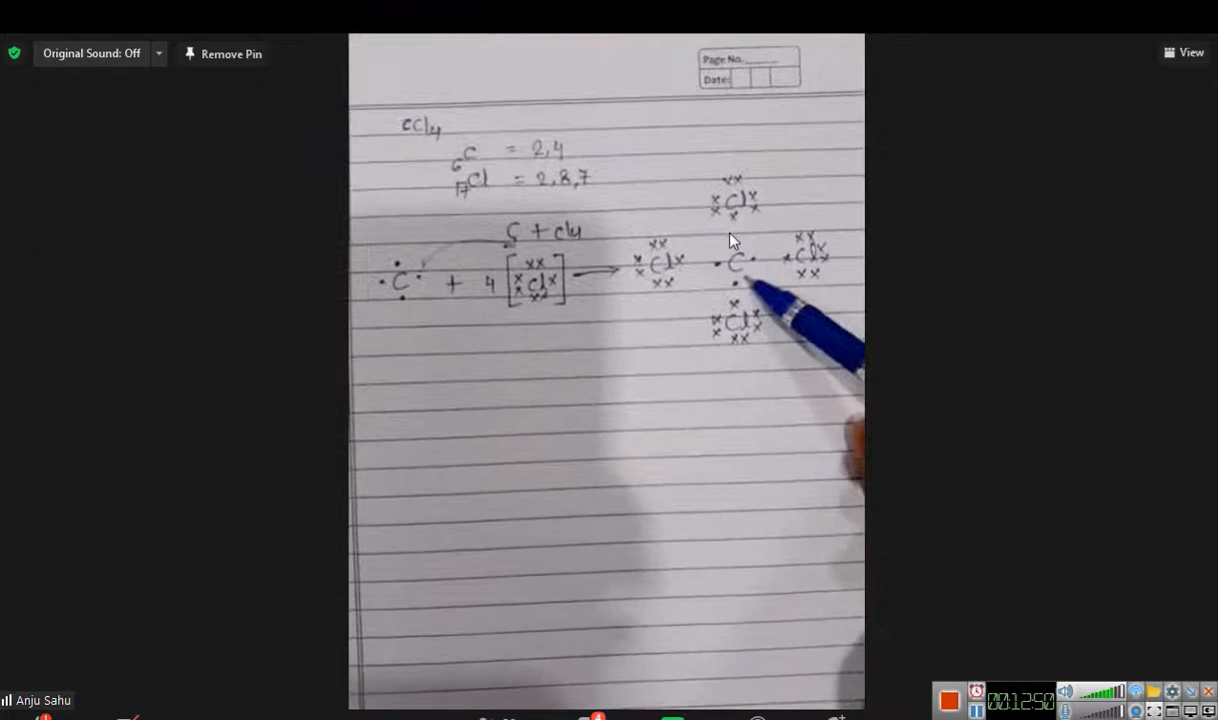 Original Sound: Off
Remove Pin
View
Page No.
Date:
CCl4
6C = 2,4
17Cl = 2,8,7
C + Cl4
C + 4 [Cl] → Cl C Cl
Cl
Cl
Anju Sahu
4
00:12:50